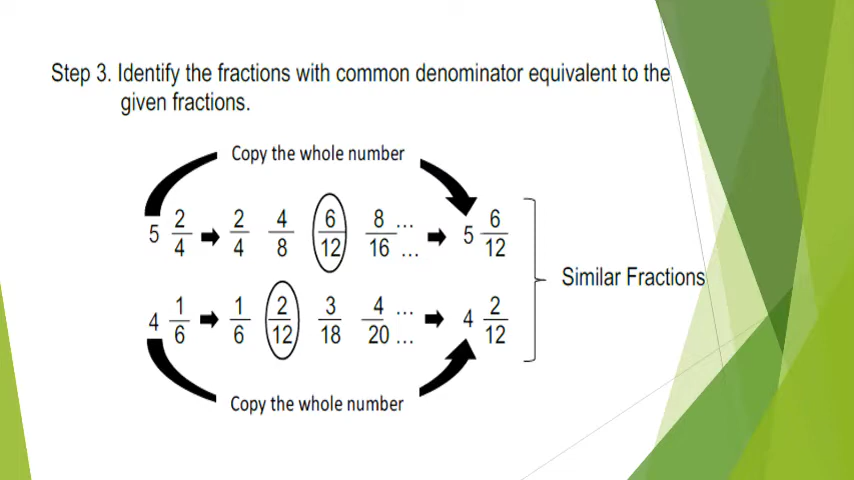 Step 3. Identify the fractions with common denominator equivalent to the
given fractions.
Copy the whole number
5 2/4 2/4 4/8 6/12 8/16 ... ... 5 6/12
Similar Fractions
4 1/6 1/6 2/12 3/18 4/20 ... ... 4 2/12
Copy the whole number